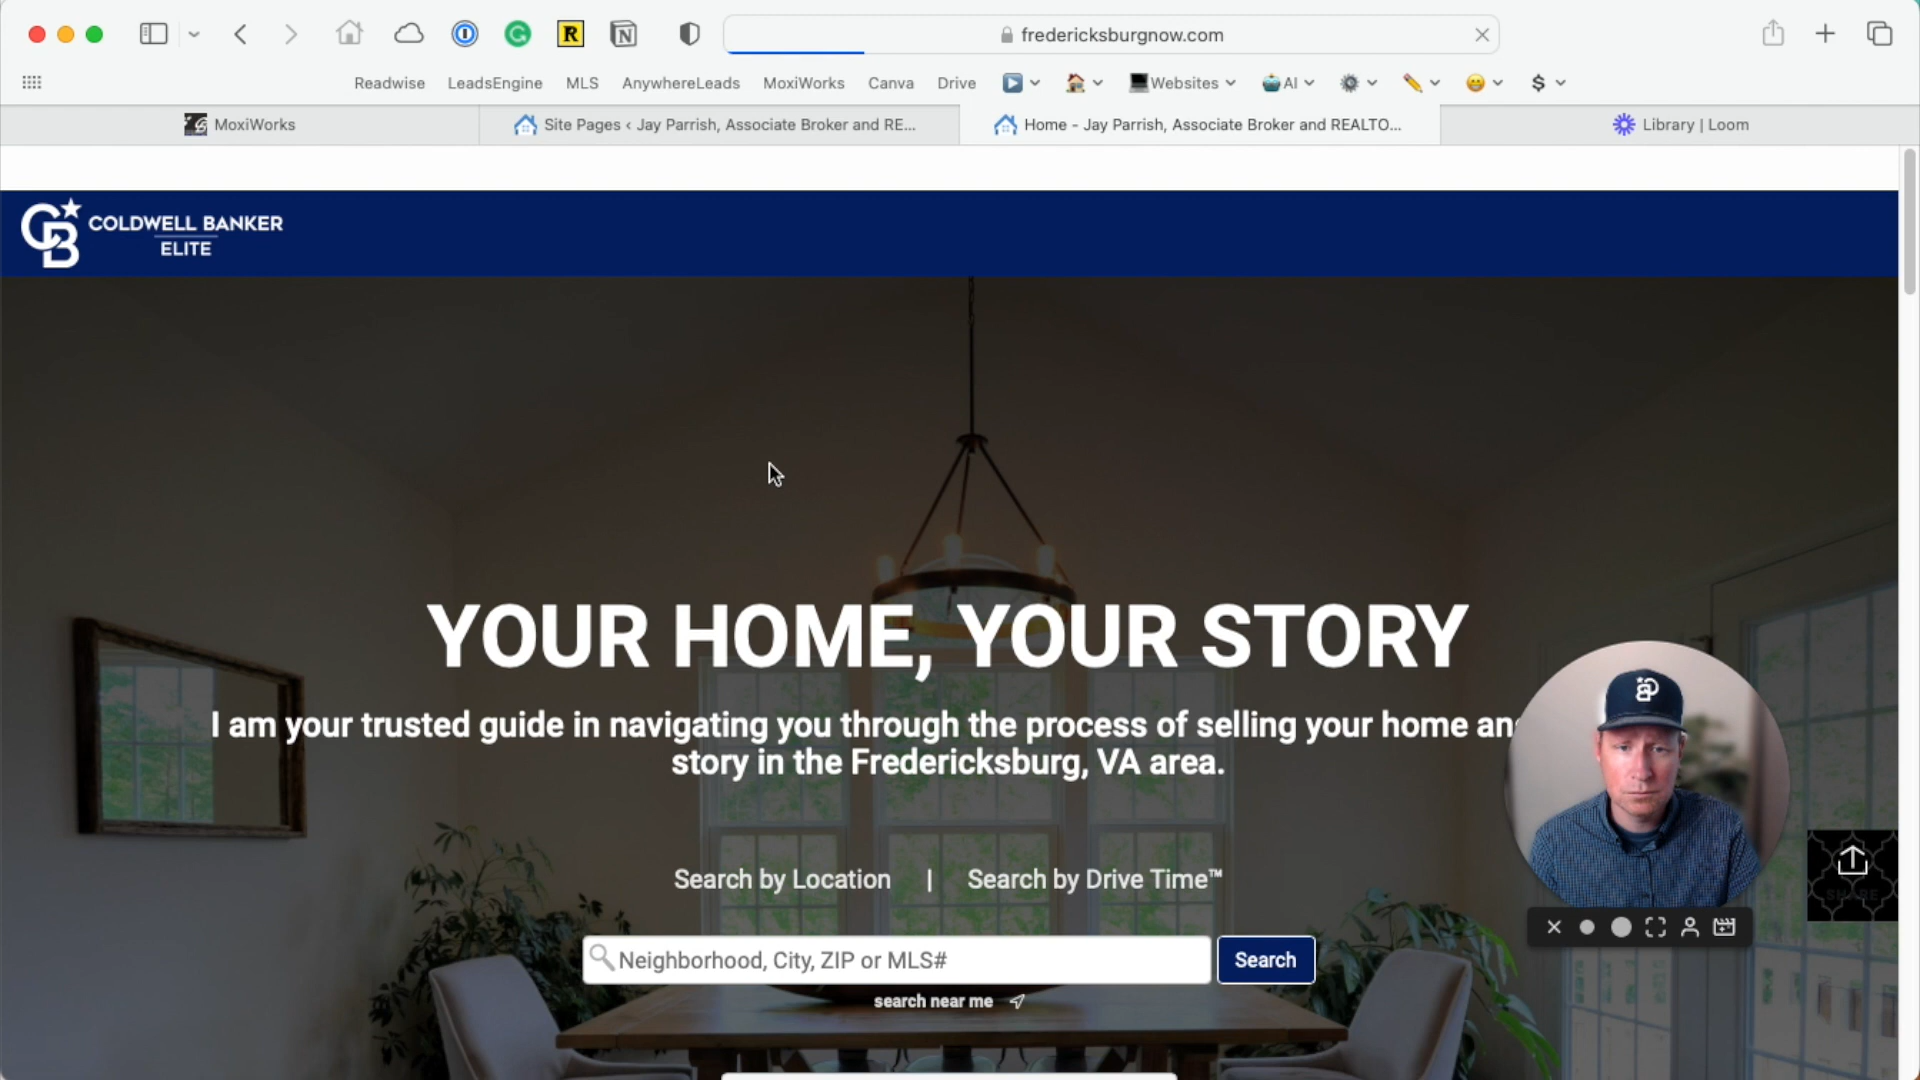 fredericksburgnow.com
Readwise LeadsEngine MLS AnywhereLeads MoxiWorks Canva Drive Websites AI $
MoxiWorks
Site Pages ‹ Jay Parrish, Associate Broker and RE...
Home - Jay Parrish, Associate Broker and REALTO...
Library | Loom
COLDWELL BANKER
ELITE
YOUR HOME, YOUR STORY
I am your trusted guide in navigating you through the process of selling your home an
story in the Fredericksburg, VA area.
Search by Location | Search by Drive Time™
Neighborhood, City, ZIP or MLS#
Search
search near me
SHARE